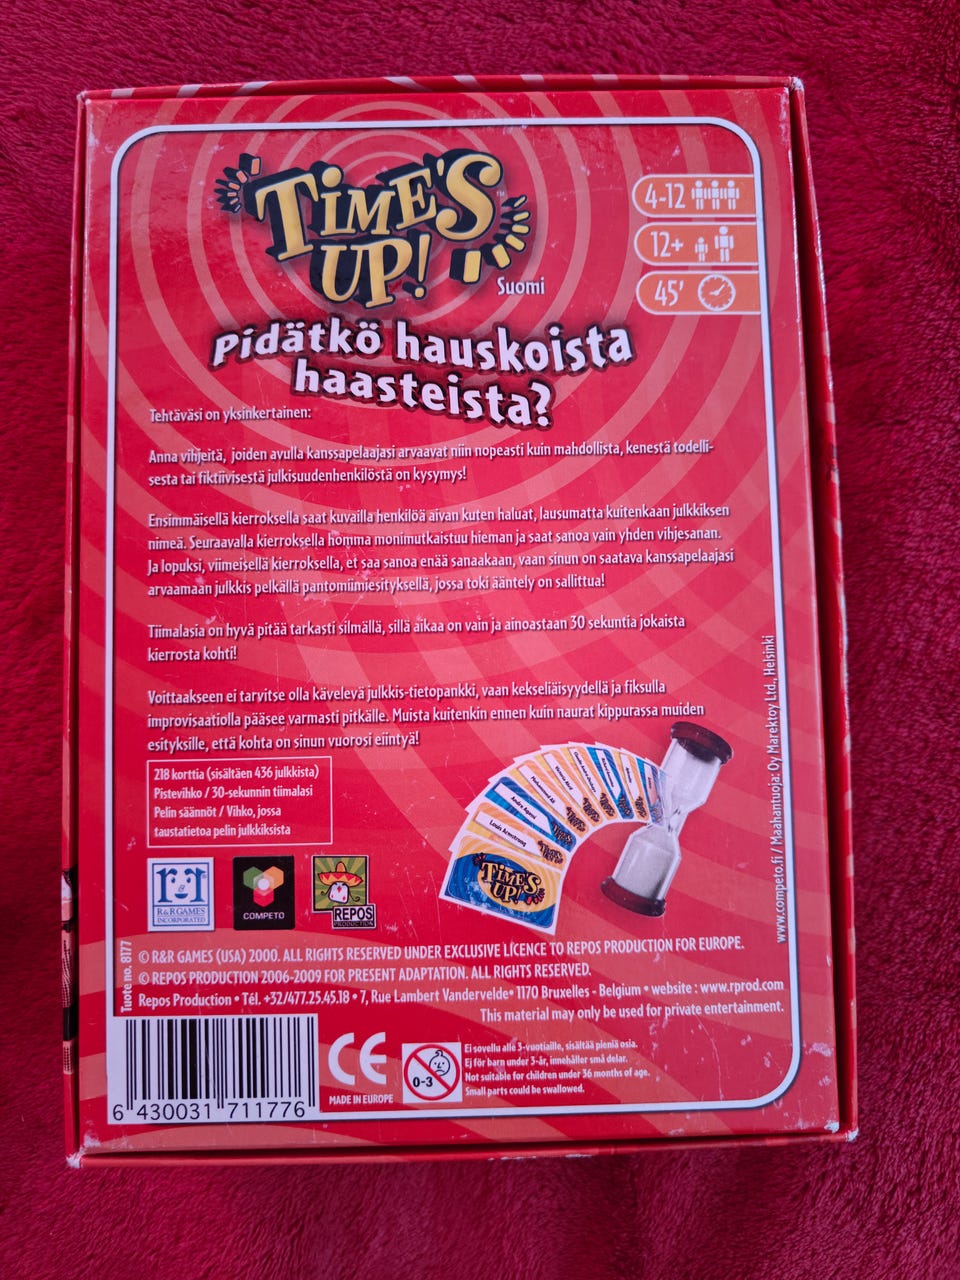 TIME'S
UP!
™
Suomi
4-12
12+
45'
Pidätkö hauskoista
haasteista?
Tehtäväsi on yksinkertainen:
Anna vihjeitä, joiden avulla kanssapelaajasi arvaavat niin nopeasti kuin mahdollista, kenestä todelli-
sesta tai fiktiivisestä julkisuudenhenkilöstä on kysymys!
Ensimmäisellä kierroksella saat kuvailla henkilöä aivan kuten haluat, lausumatta kuitenkaan julkkiksen
nimeä. Seuraavalla kierroksella homma monimutkaistuu hieman ja saat sanoa vain yhden vihjesanan.
Ja lopuksi, viimeisellä kierroksella, et saa sanoa enää sanaakaan, vaan sinun on saatava kanssapelaajasi
arvaamaan julkkis pelkällä pantomiimiesityksellä, jossa toki ääntely on sallittua!
Tiimalasia on hyvä pitää tarkasti silmällä, sillä aikaa on vain ja ainoastaan 30 sekuntia jokaista
kierrosta kohti!
Voittaakseen ei tarvitse olla kävelevä julkkis-tietopankki, vaan kekseliäisyydellä ja fiksulla
improvisaatiolla pääsee varmasti pitkälle. Muista kuitenkin ennen kuin naurat kippurassa muiden
esityksille, että kohta on sinun vuorosi eiintyä!
218 korttia (sisältäen 436 julkkista)
Pistevihko / 30-sekunnin tiimalasi
Pelin säännöt / Vihko, jossa
taustatietoa pelin julkkiksista
Muhammad Ali
Andre Agassi
Louis Armstrong
TIME'S
UP!
R&R GAMES
INCORPORATED
COMPETO
REPOS
PRODUCTION
www.competo.fi / Maahantuoja: Oy Marektoy Ltd., Helsinki
Tuote no. 8177
© R&R GAMES (USA) 2000. ALL RIGHTS RESERVED UNDER EXCLUSIVE LICENCE TO REPOS PRODUCTION FOR EUROPE.
© REPOS PRODUCTION 2006-2009 FOR PRESENT ADAPTATION. ALL RIGHTS RESERVED.
Repos Production • Tél. +32/477.25.45.18 • 7, Rue Lambert Vandervelde• 1170 Bruxelles - Belgium • website : www.rprod.com
This material may only be used for private entertainment.
6 430031 711776
CE
MADE IN EUROPE
0-3
Ei sovellu alle 3-vuotiaille, sisältää pieniä osia.
Ej för barn under 3-år, innehåller små delar.
Not suitable for children under 36 months of age.
Small parts could be swallowed.